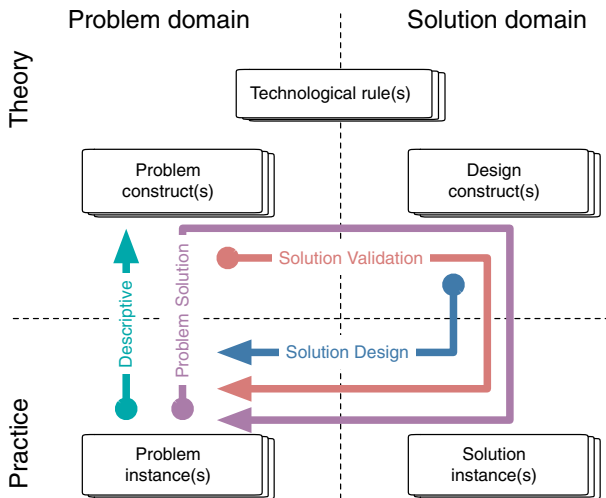 Problem domain
Solution domain
Theory
Technological rule(s)
Problem
construct(s)
Design
construct(s)
Solution Validation
Descriptive
Problem Solution
Solution Design
Practice
Problem
instance(s)
Solution
instance(s)